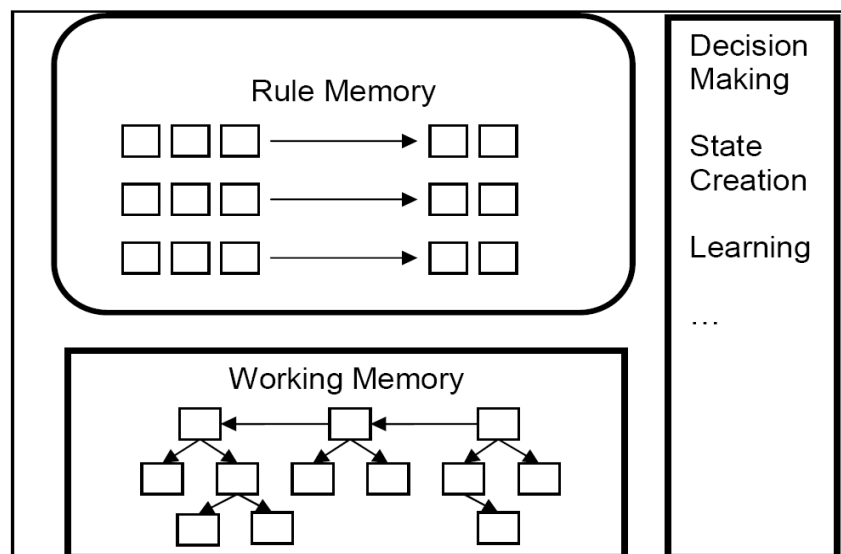 Rule Memory
Working Memory
Decision
Making
State
Creation
Learning
...